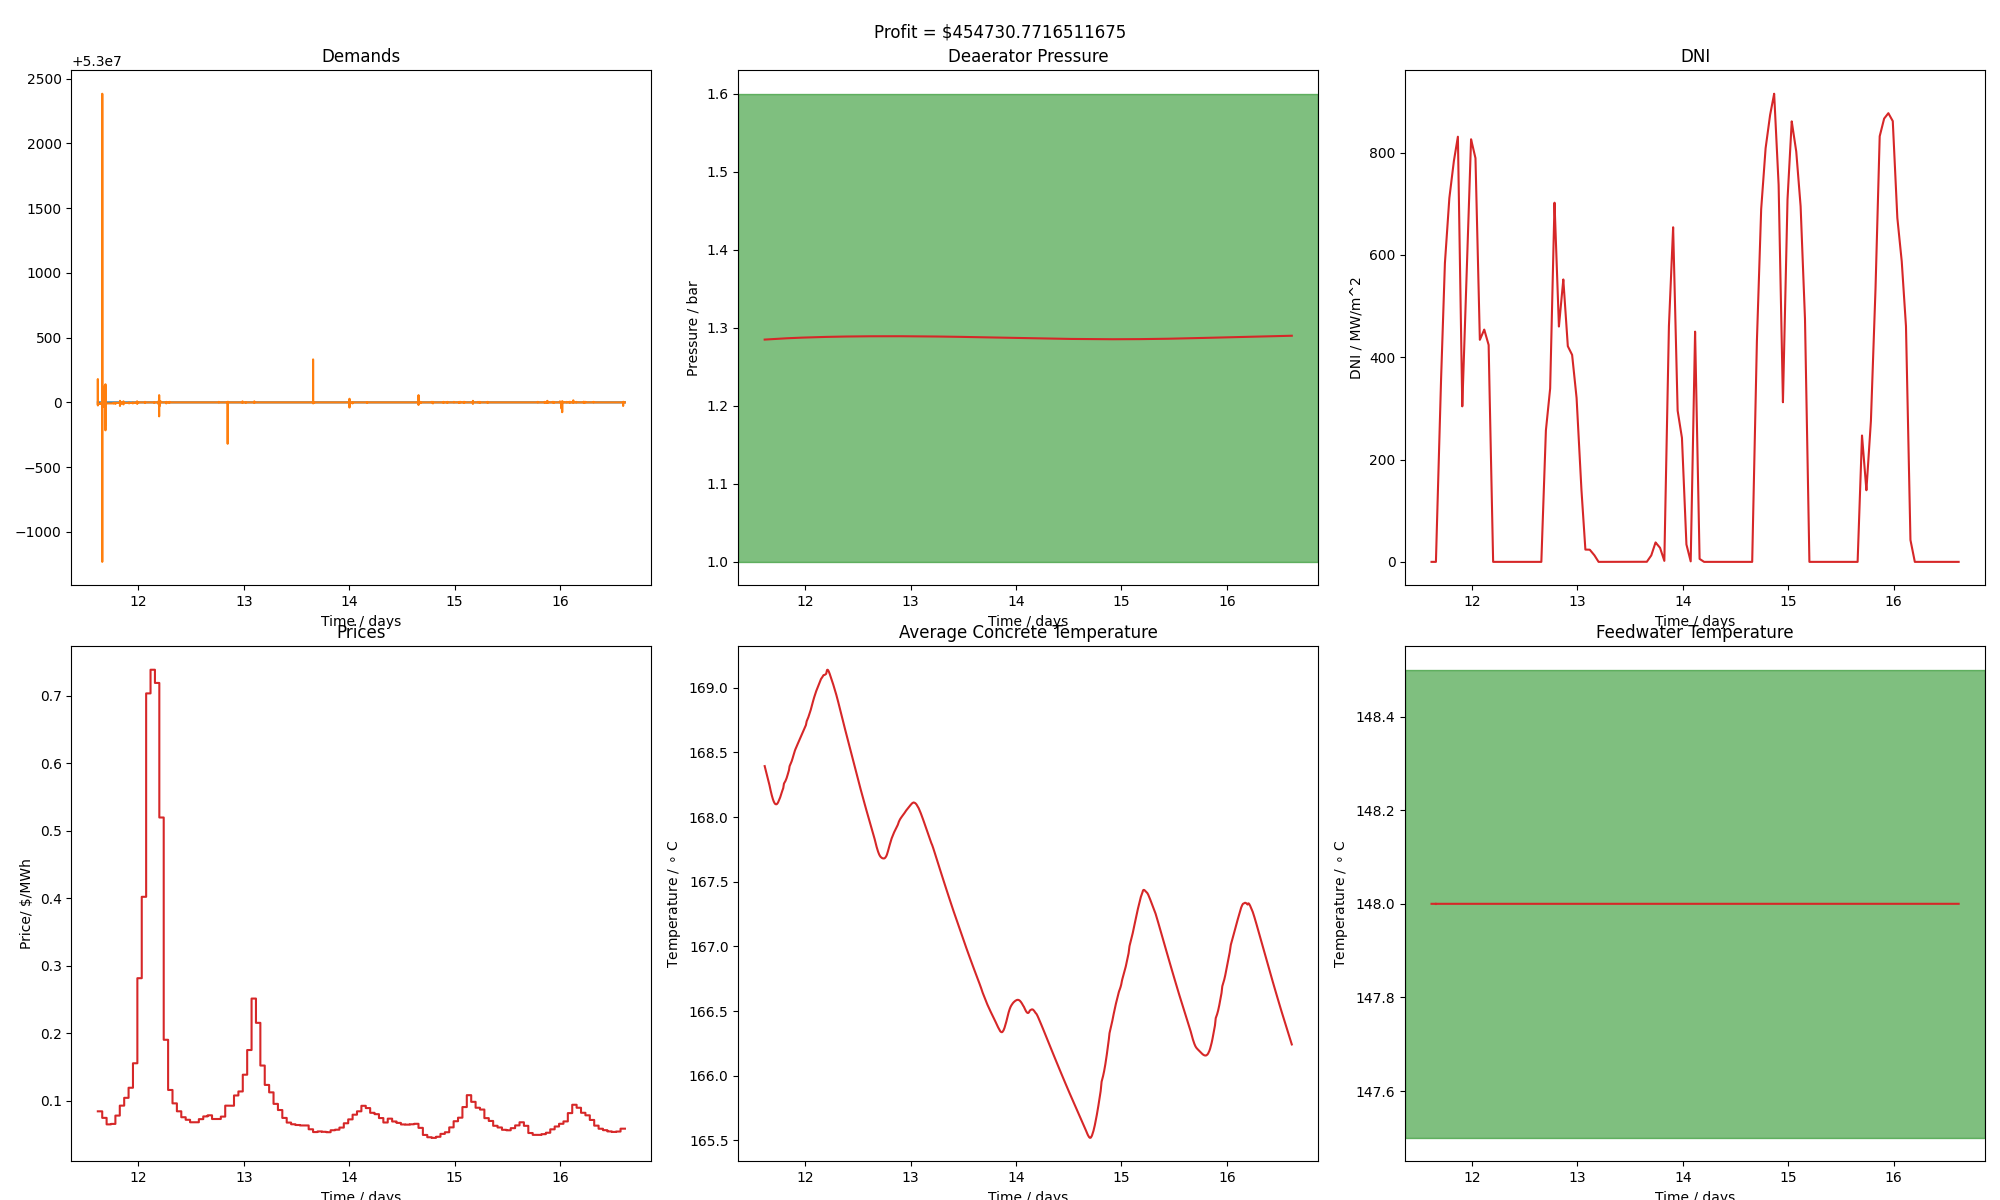 Profit = $454730.7716511675
Demands
+5.3e7
2500
2000
1500
1000
500
0
−500
−1000
12 13 14 15 16
Time / days
Deaerator Pressure
Pressure / bar
1.6
1.5
1.4
1.3
1.2
1.1
1.0
12 13 14 15 16
Time / days
DNI
DNI / MW/m^2
800
600
400
200
0
12 13 14 15 16
Time / days
Prices
Price/ $/MWh
0.7
0.6
0.5
0.4
0.3
0.2
0.1
12 13 14 15 16
Time / days
Average Concrete Temperature
Temperature / ∘ C
169.0
168.5
168.0
167.5
167.0
166.5
166.0
165.5
12 13 14 15 16
Time / days
Feedwater Temperature
Temperature / ∘ C
148.4
148.2
148.0
147.8
147.6
12 13 14 15 16
Time / days